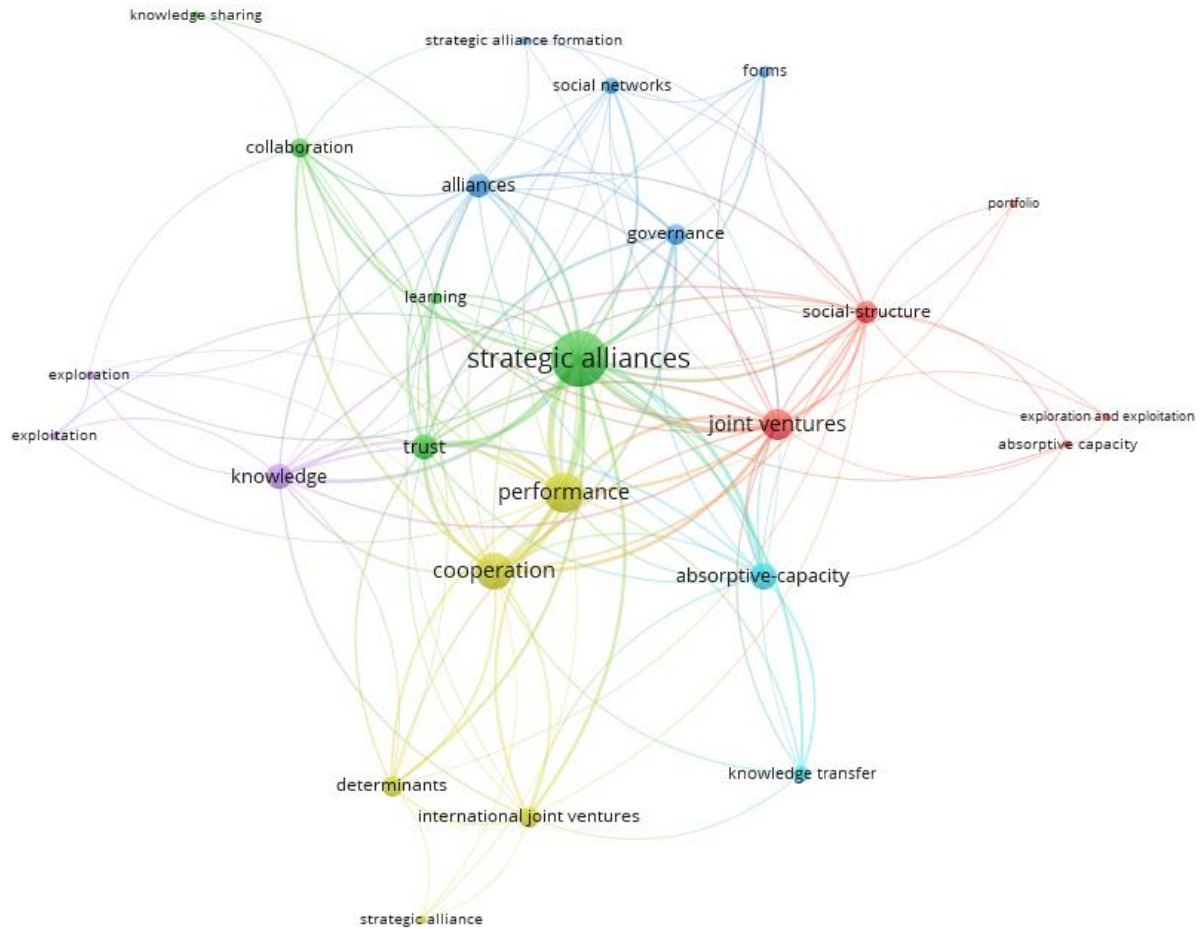 knowledge sharing
strategic alliance formation
social networks
forms
collaboration
alliances
portfolio
governance
learning
social-structure
strategic alliances
exploration
exploration and exploitation
joint ventures
exploitation
absorptive capacity
trust
knowledge
performance
cooperation
absorptive-capacity
knowledge transfer
determinants
international joint ventures
strategic alliance